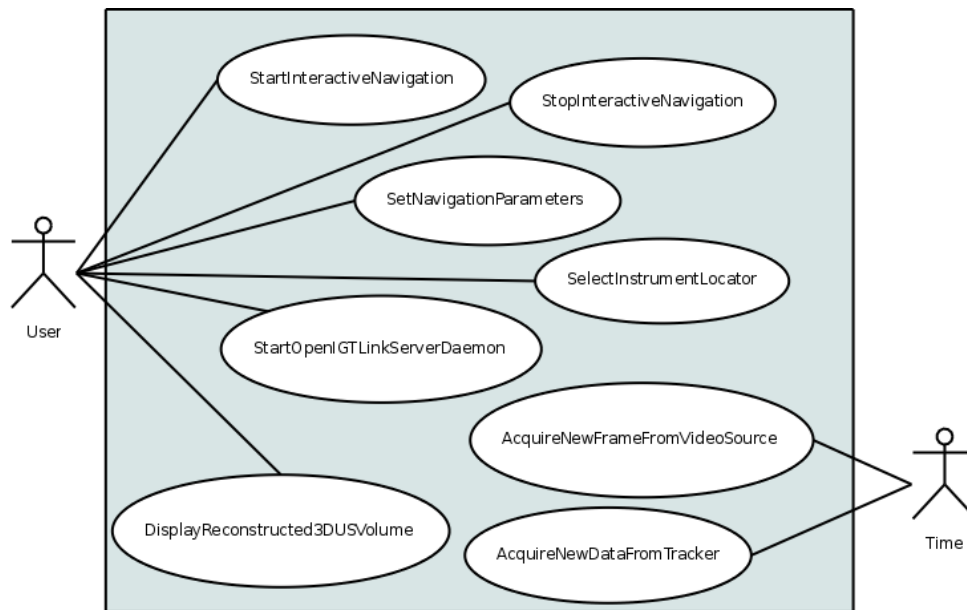 StartInteractiveNavigation
StopInteractiveNavigation
SetNavigationParameters
SelectInstrumentLocator
User
StartOpenIGTLinkServerDaemon
AcquireNewFrameFromVideoSource
DisplayReconstructed3DUSVolume
Time
AcquireNewDataFromTracker